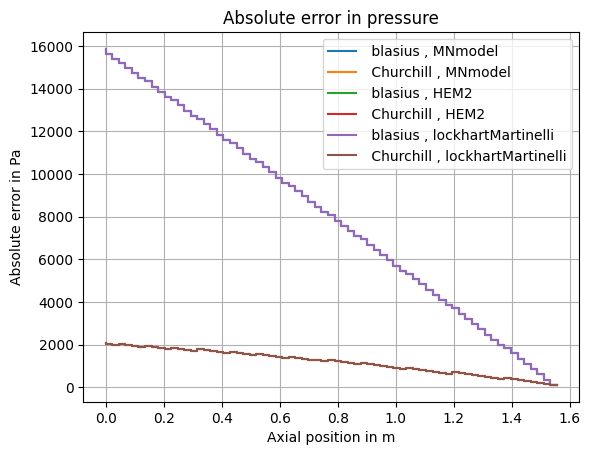 Absolute error in pressure
Absolute error in Pa
16000
14000
12000
10000
8000
6000
4000
2000
0
blasius , MNmodel
Churchill , MNmodel
blasius , HEM2
Churchill , HEM2
blasius , lockhartMartinelli
Churchill , lockhartMartinelli
0.0 0.2 0.4 0.6 0.8 1.0 1.2 1.4 1.6
Axial position in m